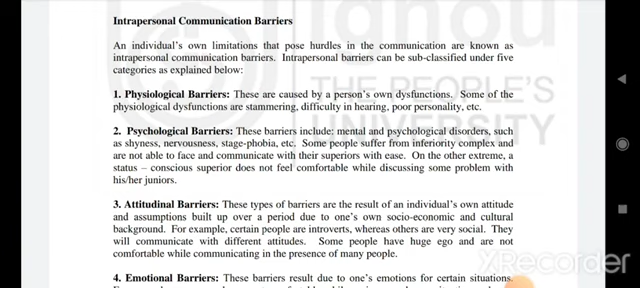 ignou
THE PEOPLE'S
UNIVERSITY
Intrapersonal Communication Barriers
An individual's own limitations that pose hurdles in the communication are known as
intrapersonal communication barriers. Intrapersonal barriers can be sub-classified under five
categories as explained below:
1. Physiological Barriers: These are caused by a person's own dysfunctions. Some of the
physiological dysfunctions are stammering, difficulty in hearing, poor personality, etc.
2. Psychological Barriers: These barriers include: mental and psychological disorders, such
as shyness, nervousness, stage-phobia, etc. Some people suffer from inferiority complex and
are not able to face and communicate with their superiors with ease. On the other extreme, a
status – conscious superior does not feel comfortable while discussing some problem with
his/her juniors.
3. Attitudinal Barriers: These types of barriers are the result of an individual's own attitude
and assumptions built up over a period due to one's own socio-economic and cultural
background. For example, certain people are introverts, whereas others are very social. They
will communicate with different attitudes. Some people have huge ego and are not
comfortable while communicating in the presence of many people.
XRecorder
4. Emotional Barriers: These barriers result due to one's emotions for certain situations.